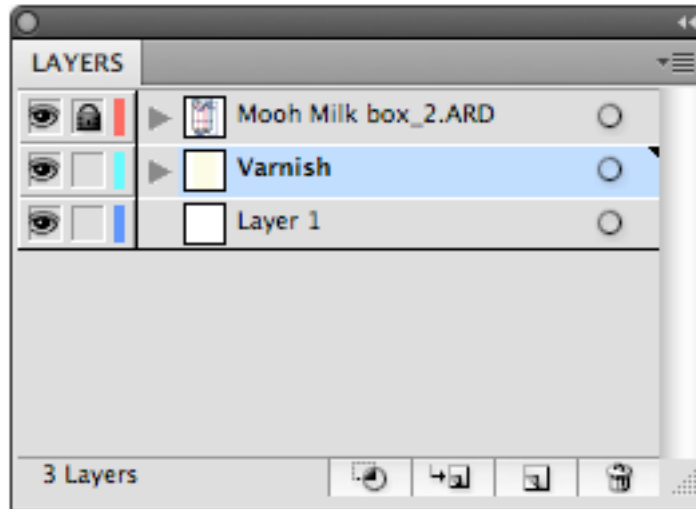 LAYERS
Mooh Milk box_2.ARD
Varnish
Layer 1
3 Layers